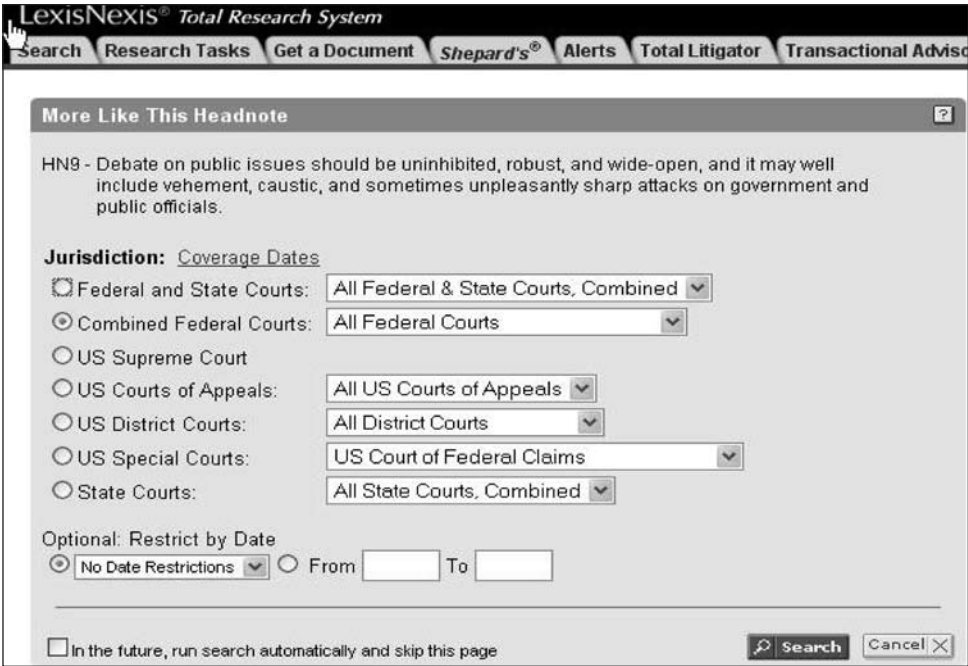 LexisNexis® Total Research System
Search Research Tasks Get a Document Shepard's® Alerts Total Litigator Transactional Adviso
More Like This Headnote ?
HN9 - Debate on public issues should be uninhibited, robust, and wide-open, and it may well
include vehement, caustic, and sometimes unpleasantly sharp attacks on government and
public officials.
Jurisdiction: Coverage Dates
Federal and State Courts: All Federal & State Courts, Combined
Combined Federal Courts: All Federal Courts
US Supreme Court
US Courts of Appeals: All US Courts of Appeals
US District Courts: All District Courts
US Special Courts: US Court of Federal Claims
State Courts: All State Courts, Combined
Optional: Restrict by Date
No Date Restrictions From To
In the future, run search automatically and skip this page Search Cancel